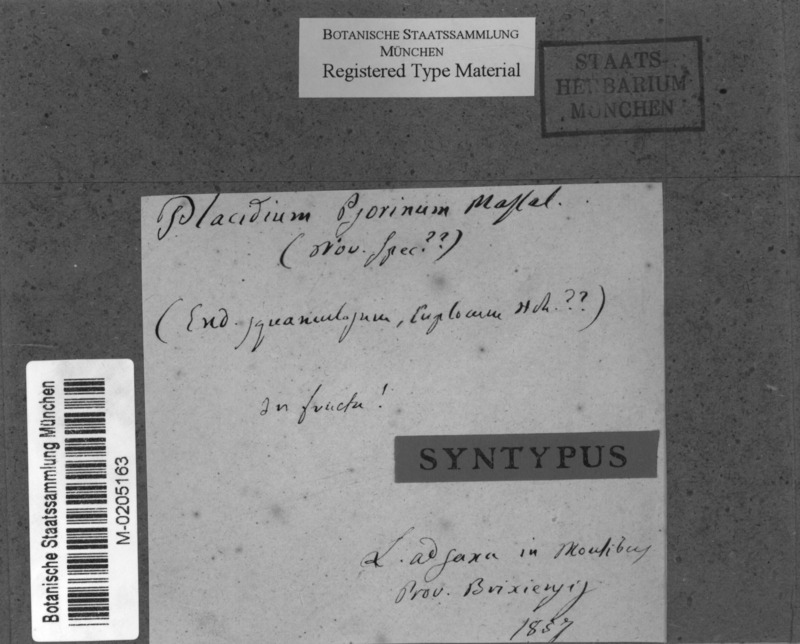 BOTANISCHE STAATSSAMMLUNG
MÜNCHEN
Registered Type Material
STAATS-
HERBARIUM
MÜNCHEN
Placidium Psorinum Massal.
(Nov. Spec.??)
(End. squamulosum, Ach.??)
In fructu!
SYNTYPUS
L. ad saxa in Montibus
Prov. Brixiensis
1857
Botanische Staatssammlung München
M-0205163